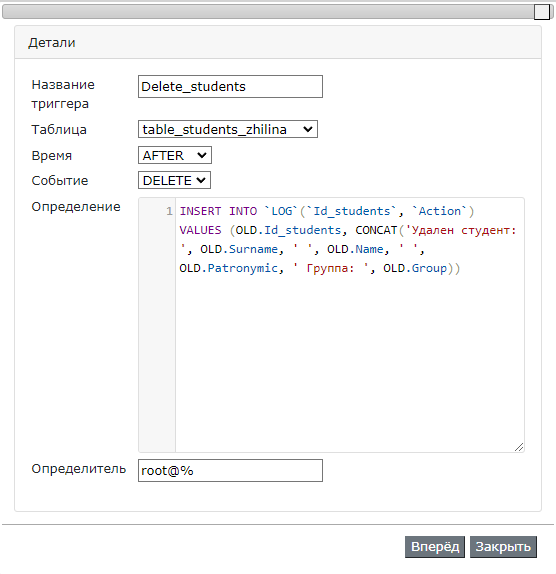 Детали
Название
триггера
Delete_students
Таблица
table_students_zhilina
Время
AFTER
Событие
DELETE
Определение
1 INSERT INTO `LOG`(`Id_students`, `Action`)
VALUES (OLD.Id_students, CONCAT('Удален студент:
', OLD.Surname, ' ', OLD.Name, ' ',
OLD.Patronymic, ' Группа: ', OLD.Group))
Определитель
root@%
Вперёд Закрыть